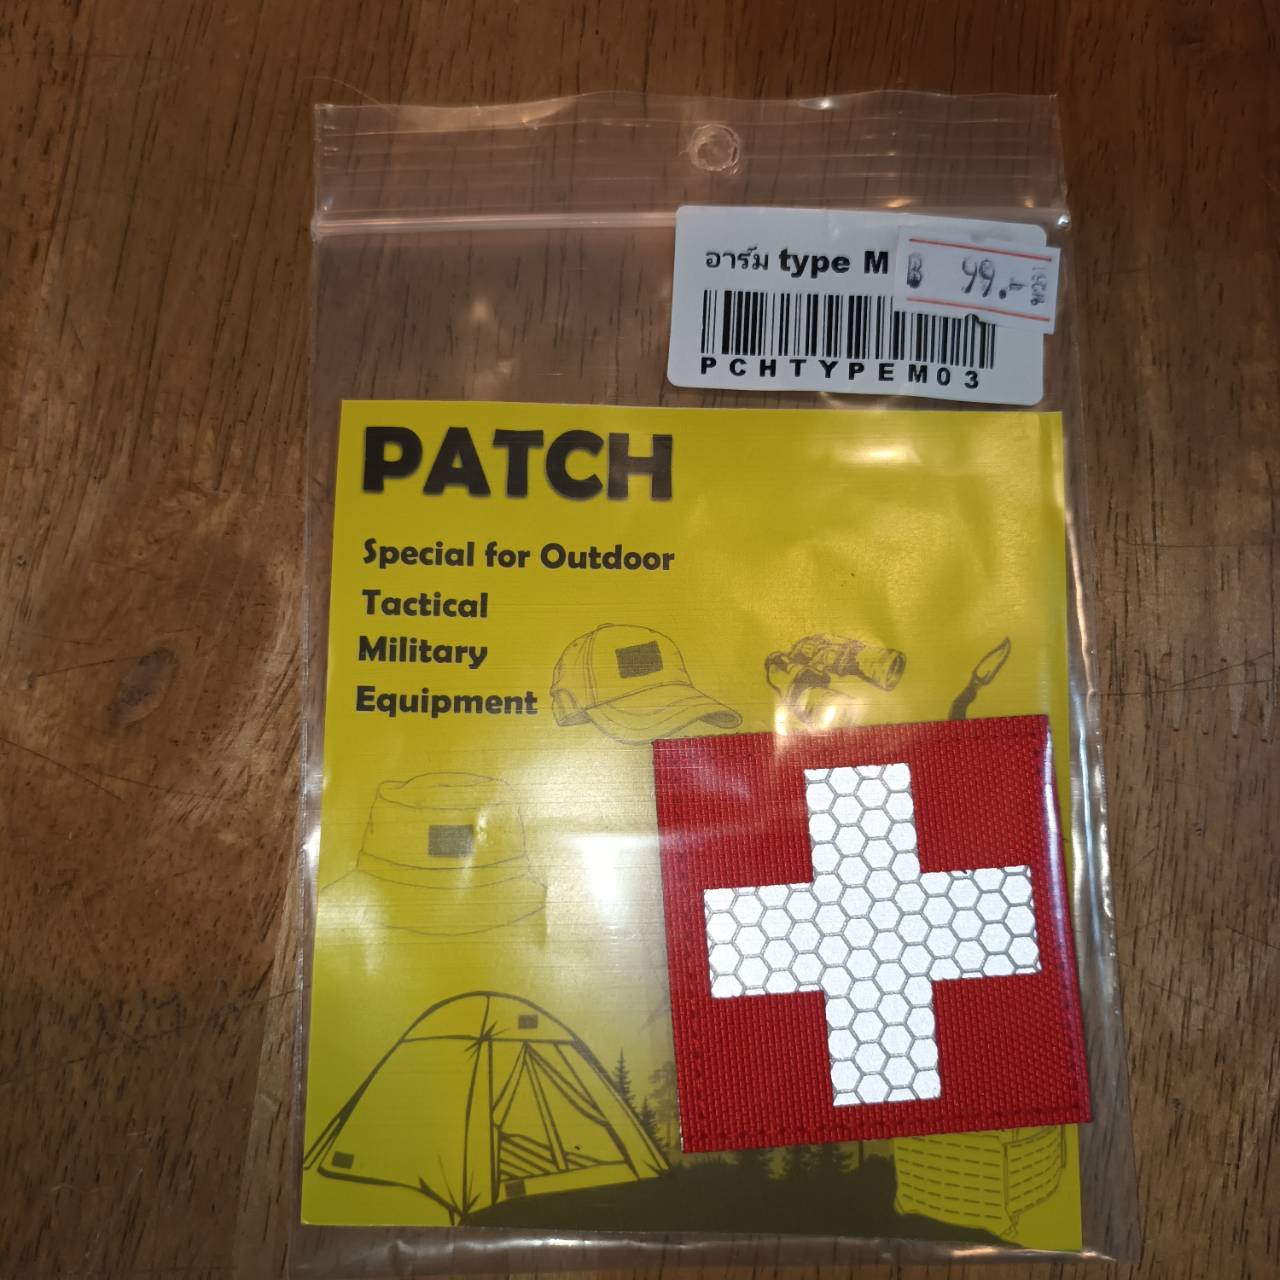 อาร์ม type M
฿ 99.-
PCHTYPEM03
PATCH
Special for Outdoor
Tactical
Military
Equipment